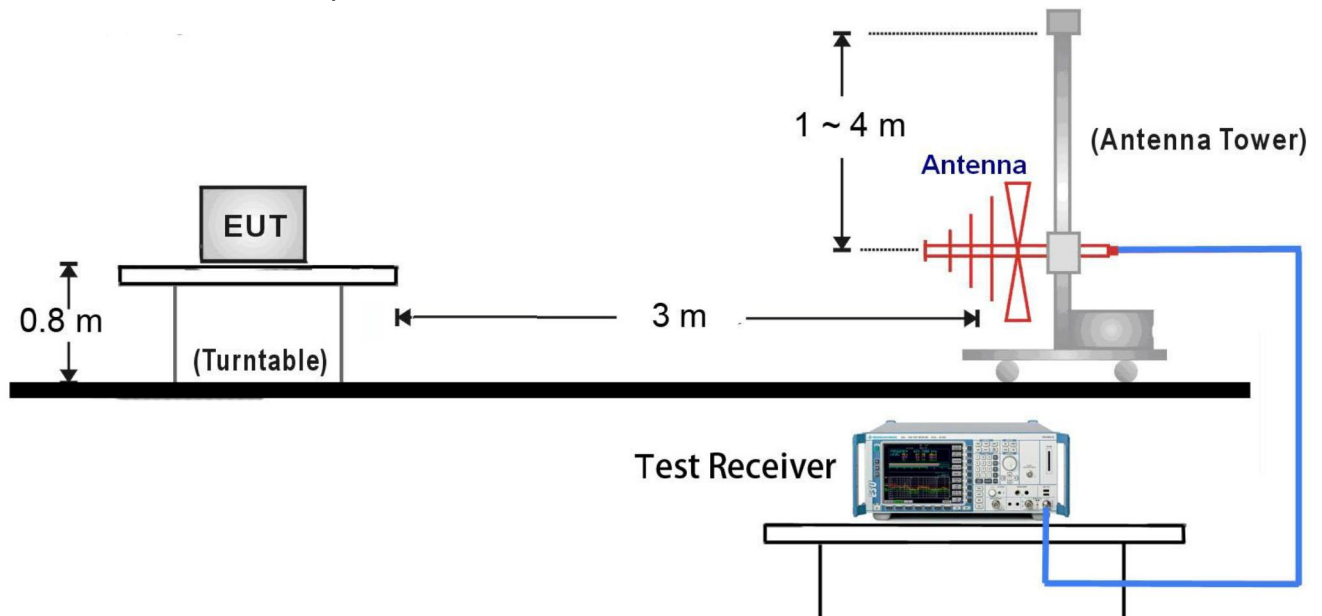 1 ~ 4 m
(Antenna Tower)
Antenna
EUT
0.8 m
3 m
(Turntable)
Test Receiver